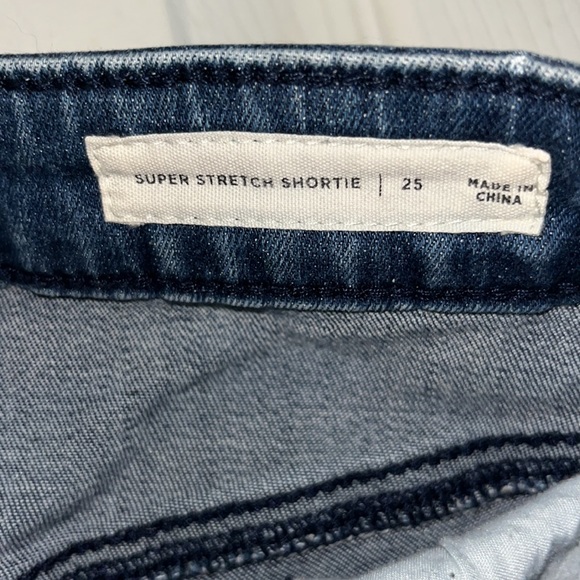 SUPER STRETCH SHORTIE | 25
MADE IN
CHINA